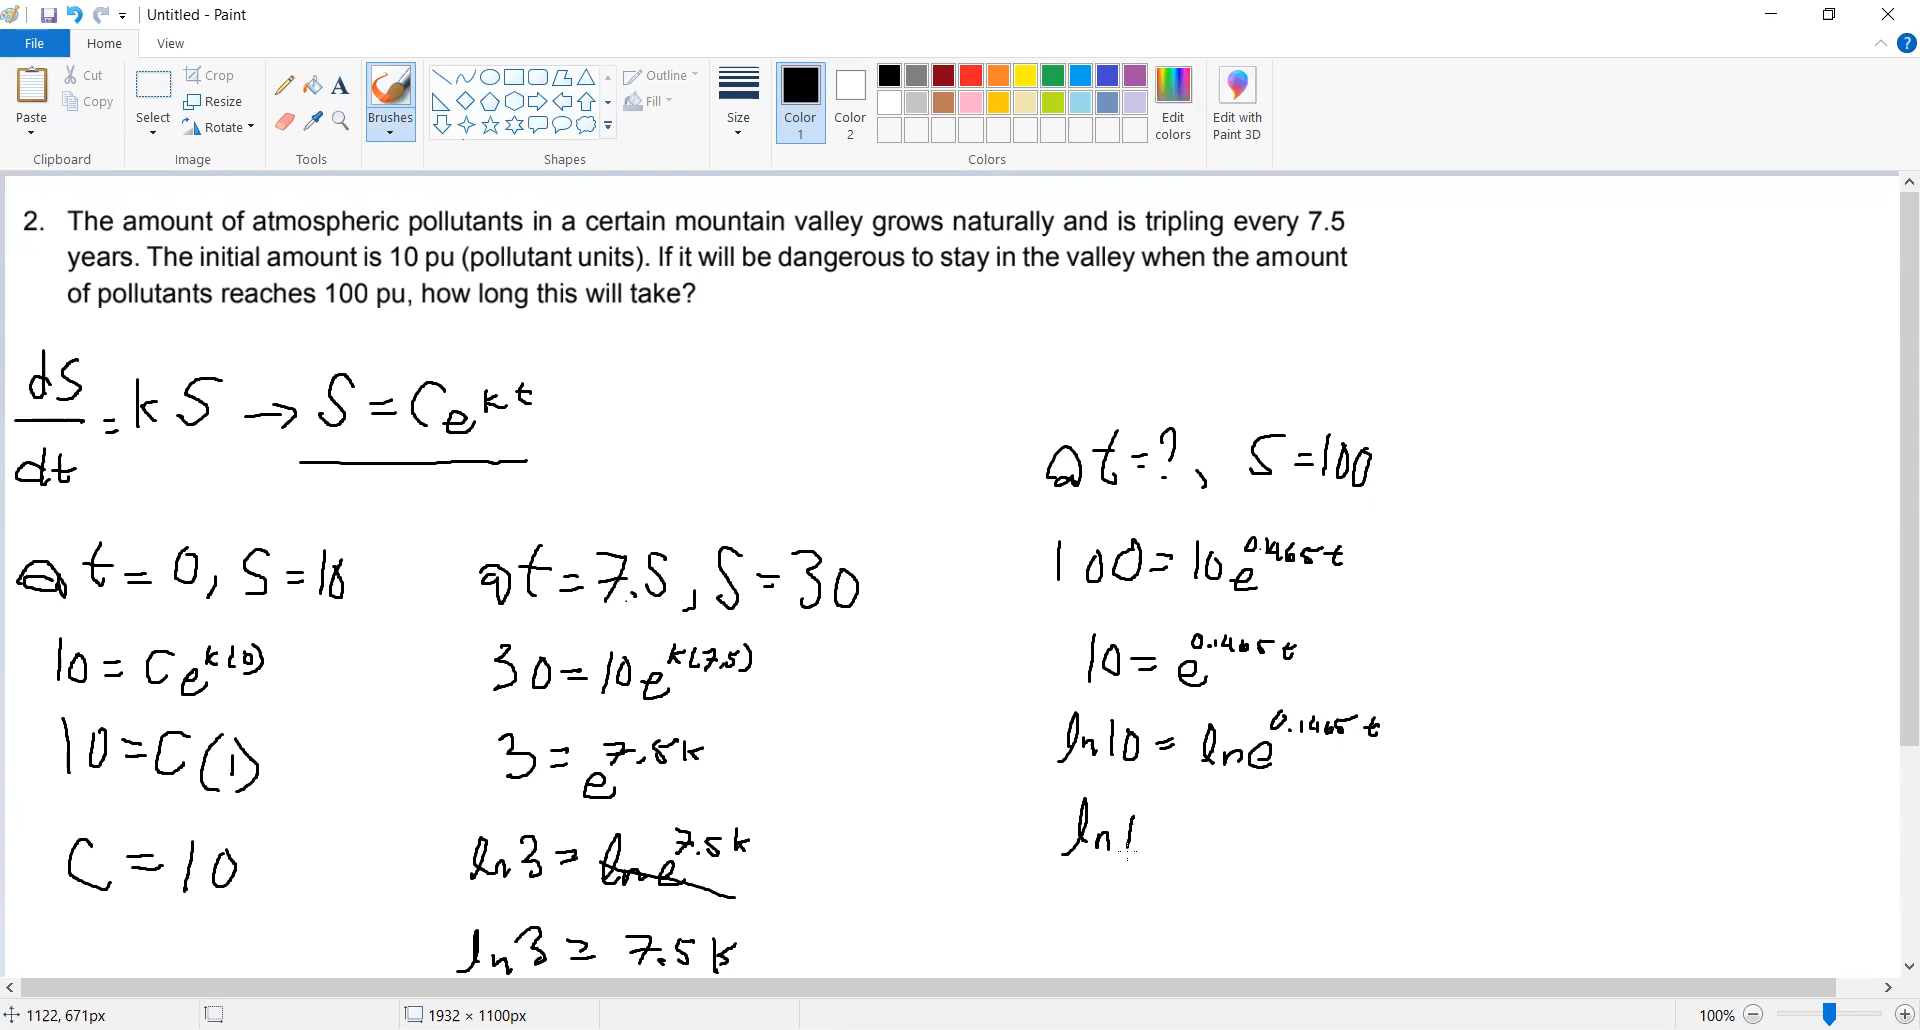 Untitled - Paint
File Home View
Paste
Cut
Copy
Clipboard
Select
Crop
Resize
Rotate
Image
Tools
Brushes
Outline
Fill
Shapes
Size
Color 1
Color 2
Edit colors
Edit with Paint 3D
Colors
2. The amount of atmospheric pollutants in a certain mountain valley grows naturally and is tripling every 7.5
years. The initial amount is 10 pu (pollutant units). If it will be dangerous to stay in the valley when the amount
of pollutants reaches 100 pu, how long this will take?
dS/dt = kS → S = Ce^kt
@ t = 0, S = 10
10 = Ce^k(0)
10 = C(1)
C = 10
@ t = 7.5, S = 30
30 = 10e^k(7.5)
3 = e^7.5k
ln3 = lne^7.5k
ln3 = 7.5k
@ t = ?, S = 100
100 = 10e^0.1465t
10 = e^0.1465t
ln10 = lne^0.1465t
ln1
1122, 671px
1932 × 1100px
100%